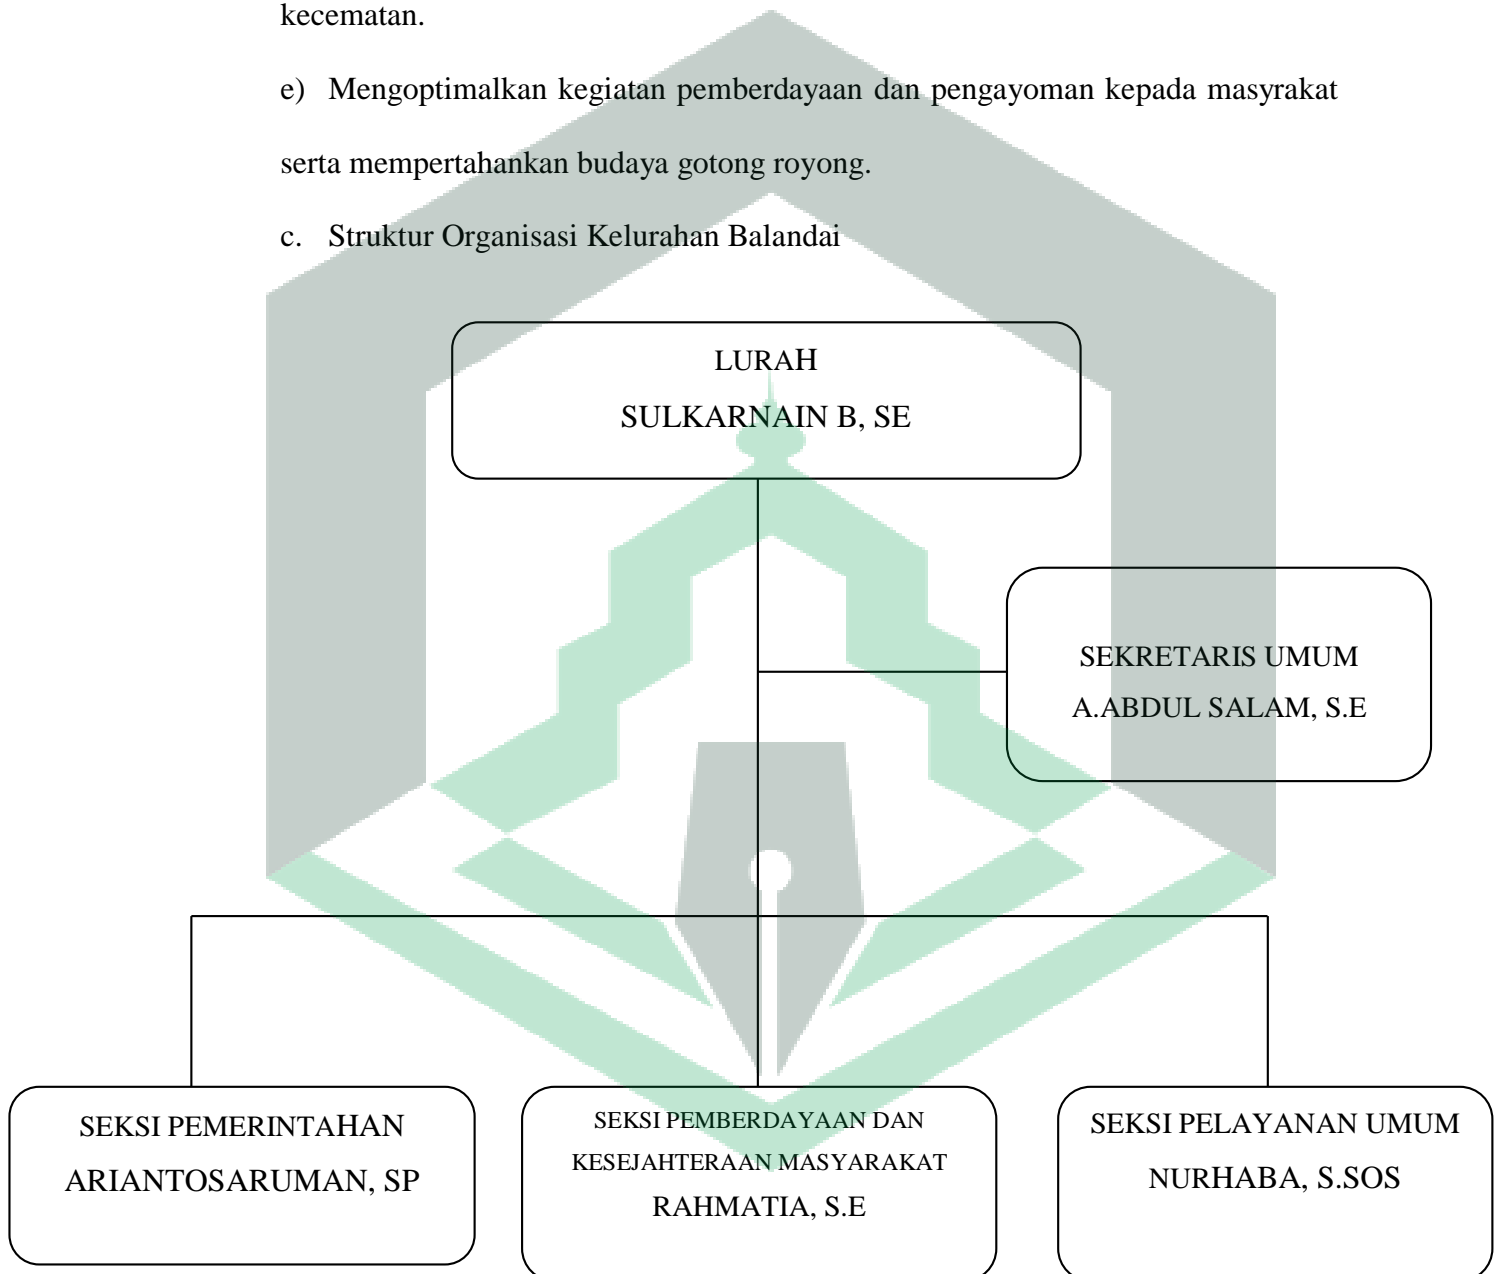 kecematan.
e) Mengoptimalkan kegiatan pemberdayaan dan pengayoman kepada masyrakat
serta mempertahankan budaya gotong royong.
c. Struktur Organisasi Kelurahan Balandai
LURAH
SULKARNAIN B, SE
SEKRETARIS UMUM
A.ABDUL SALAM, S.E
SEKSI PEMERINTAHAN
ARIANTOSARUMAN, SP
SEKSI PEMBERDAYAAN DAN
KESEJAHTERAAN MASYARAKAT
RAHMATIA, S.E
SEKSI PELAYANAN UMUM
NURHABA, S.SOS